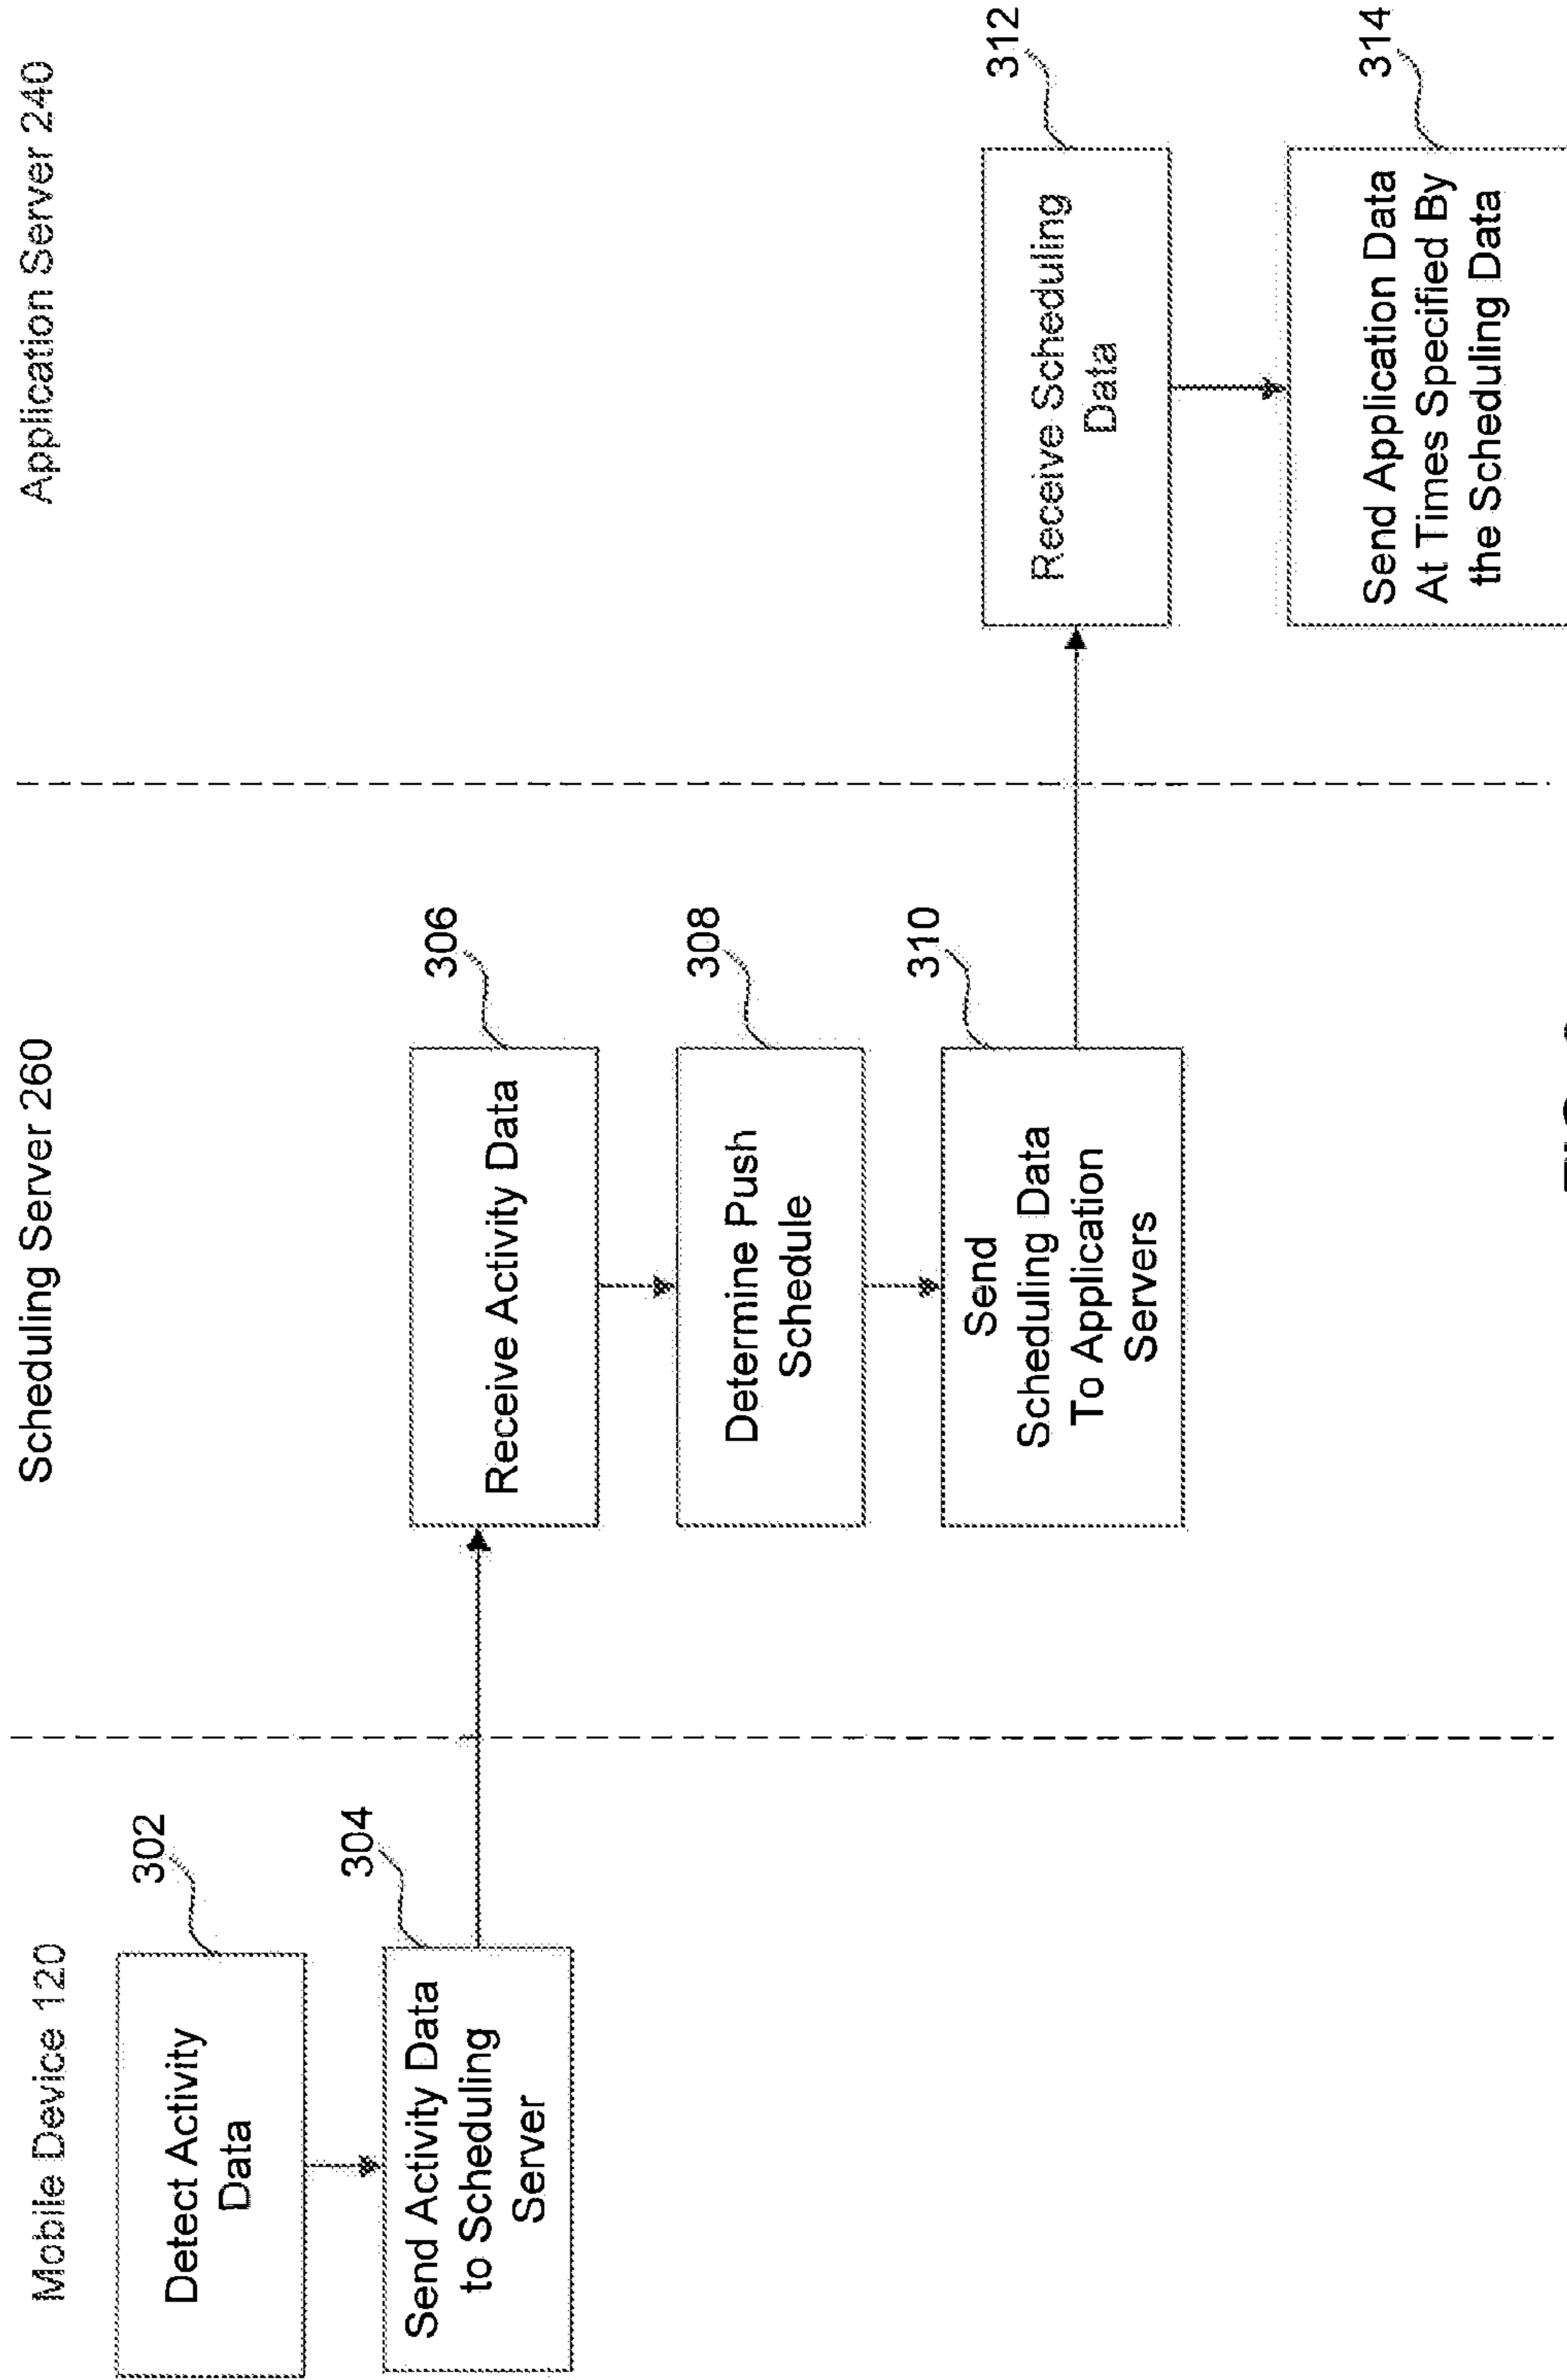 Mobile Device 120
Scheduling Server 260
Application Server 240
302
Detect Activity
Data
304
Send Activity Data
to Scheduling
Server
306
Receive Activity Data
308
Determine Push
Schedule
310
Send
Scheduling Data
To Application
Servers
312
Receive Scheduling
Data
314
Send Application Data
At Times Specified By
the Scheduling Data